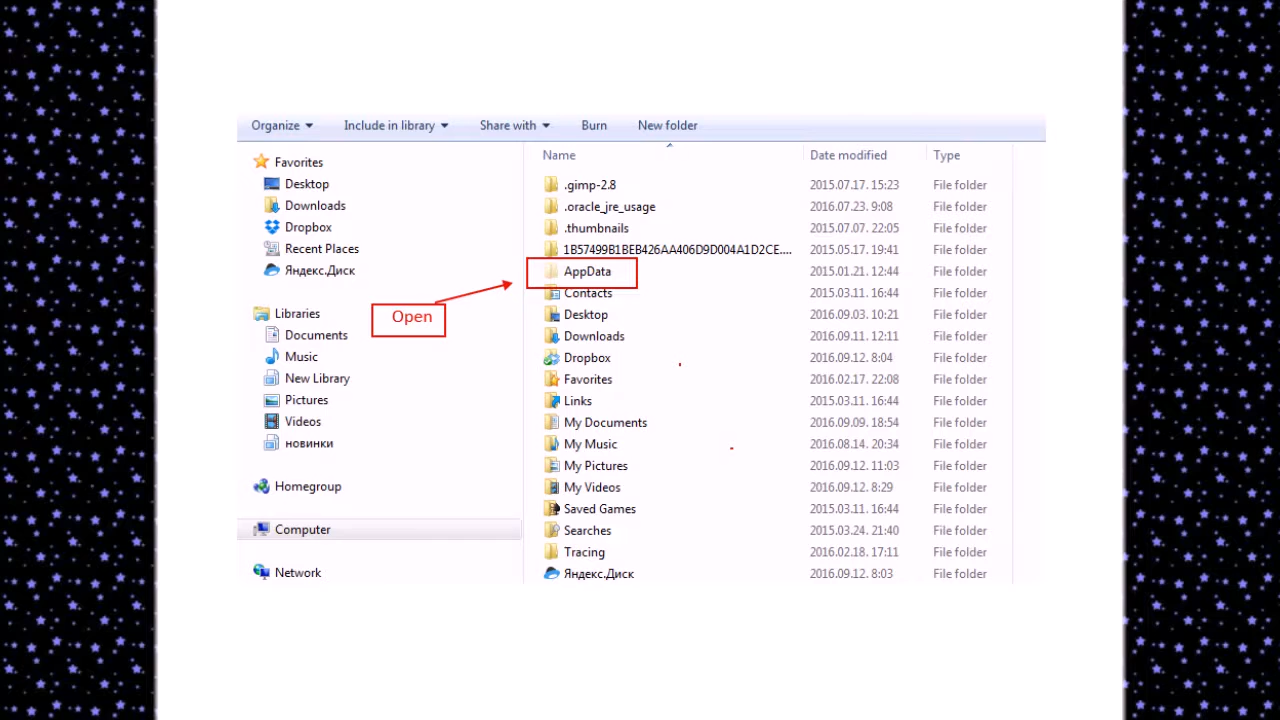 Organize Include in library Share with Burn New folder
Favorites
Desktop
Downloads
Dropbox
Recent Places
Яндекс.Диск
Libraries
Documents
Music
New Library
Pictures
Videos
новинки
Homegroup
Computer
Network
Open
Name Date modified Type
.gimp-2.8 2015.07.17. 15:23 File folder
.oracle_jre_usage 2016.07.23. 9:08 File folder
.thumbnails 2015.07.07. 22:05 File folder
1B57499B1BEB426AA406D9D004A1D2CE.... 2015.05.17. 19:41 File folder
AppData 2015.01.21. 12:44 File folder
Contacts 2015.03.11. 16:44 File folder
Desktop 2016.09.03. 10:21 File folder
Downloads 2016.09.11. 12:11 File folder
Dropbox 2016.09.12. 8:04 File folder
Favorites 2016.02.17. 22:08 File folder
Links 2015.03.11. 16:44 File folder
My Documents 2016.09.09. 18:54 File folder
My Music 2016.08.14. 20:34 File folder
My Pictures 2016.09.12. 11:03 File folder
My Videos 2016.09.12. 8:29 File folder
Saved Games 2015.03.11. 16:44 File folder
Searches 2015.03.24. 21:40 File folder
Tracing 2016.02.18. 17:11 File folder
Яндекс.Диск 2016.09.12. 8:03 File folder